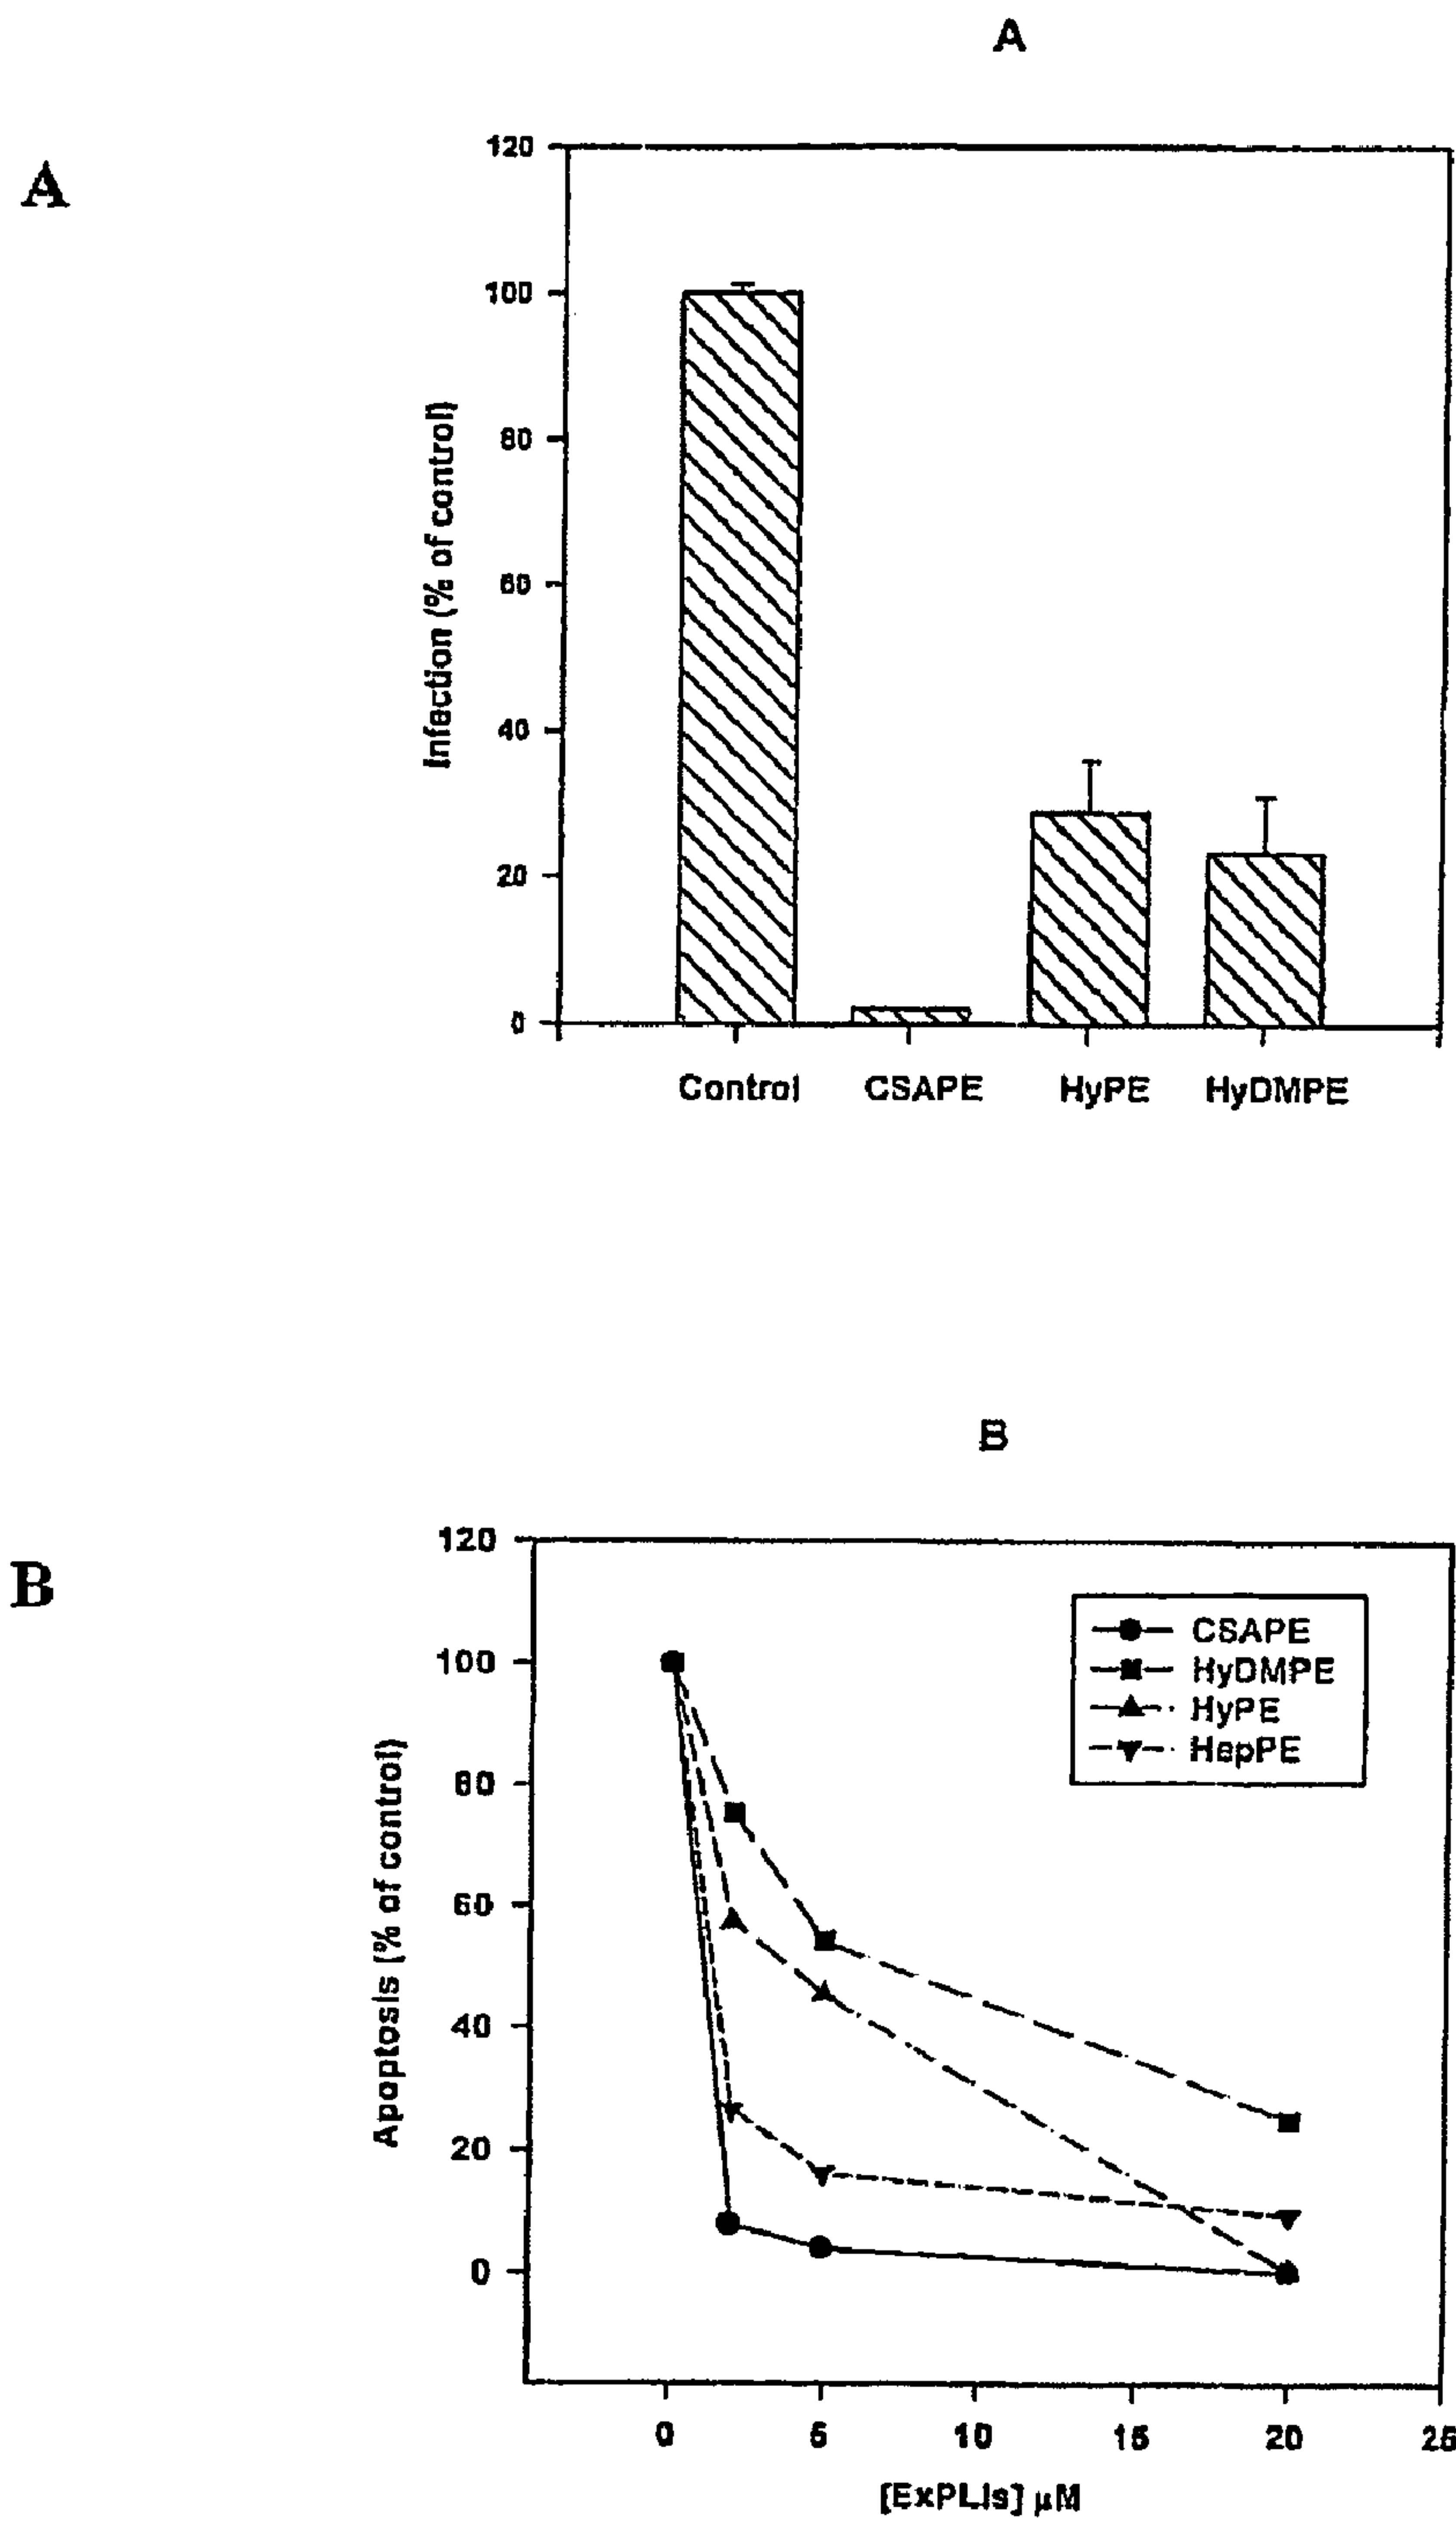 A
A
120
100
80
60
40
20
0
Infection (% of control)
Control CSAPE HyPE HyDMPE
B
B
120
100
80
60
40
20
0
Apoptosis (% of control)
CSAPE
HyDMPE
HyPE
HepPE
0 5 10 15 20 25
[ExPLIs] µM